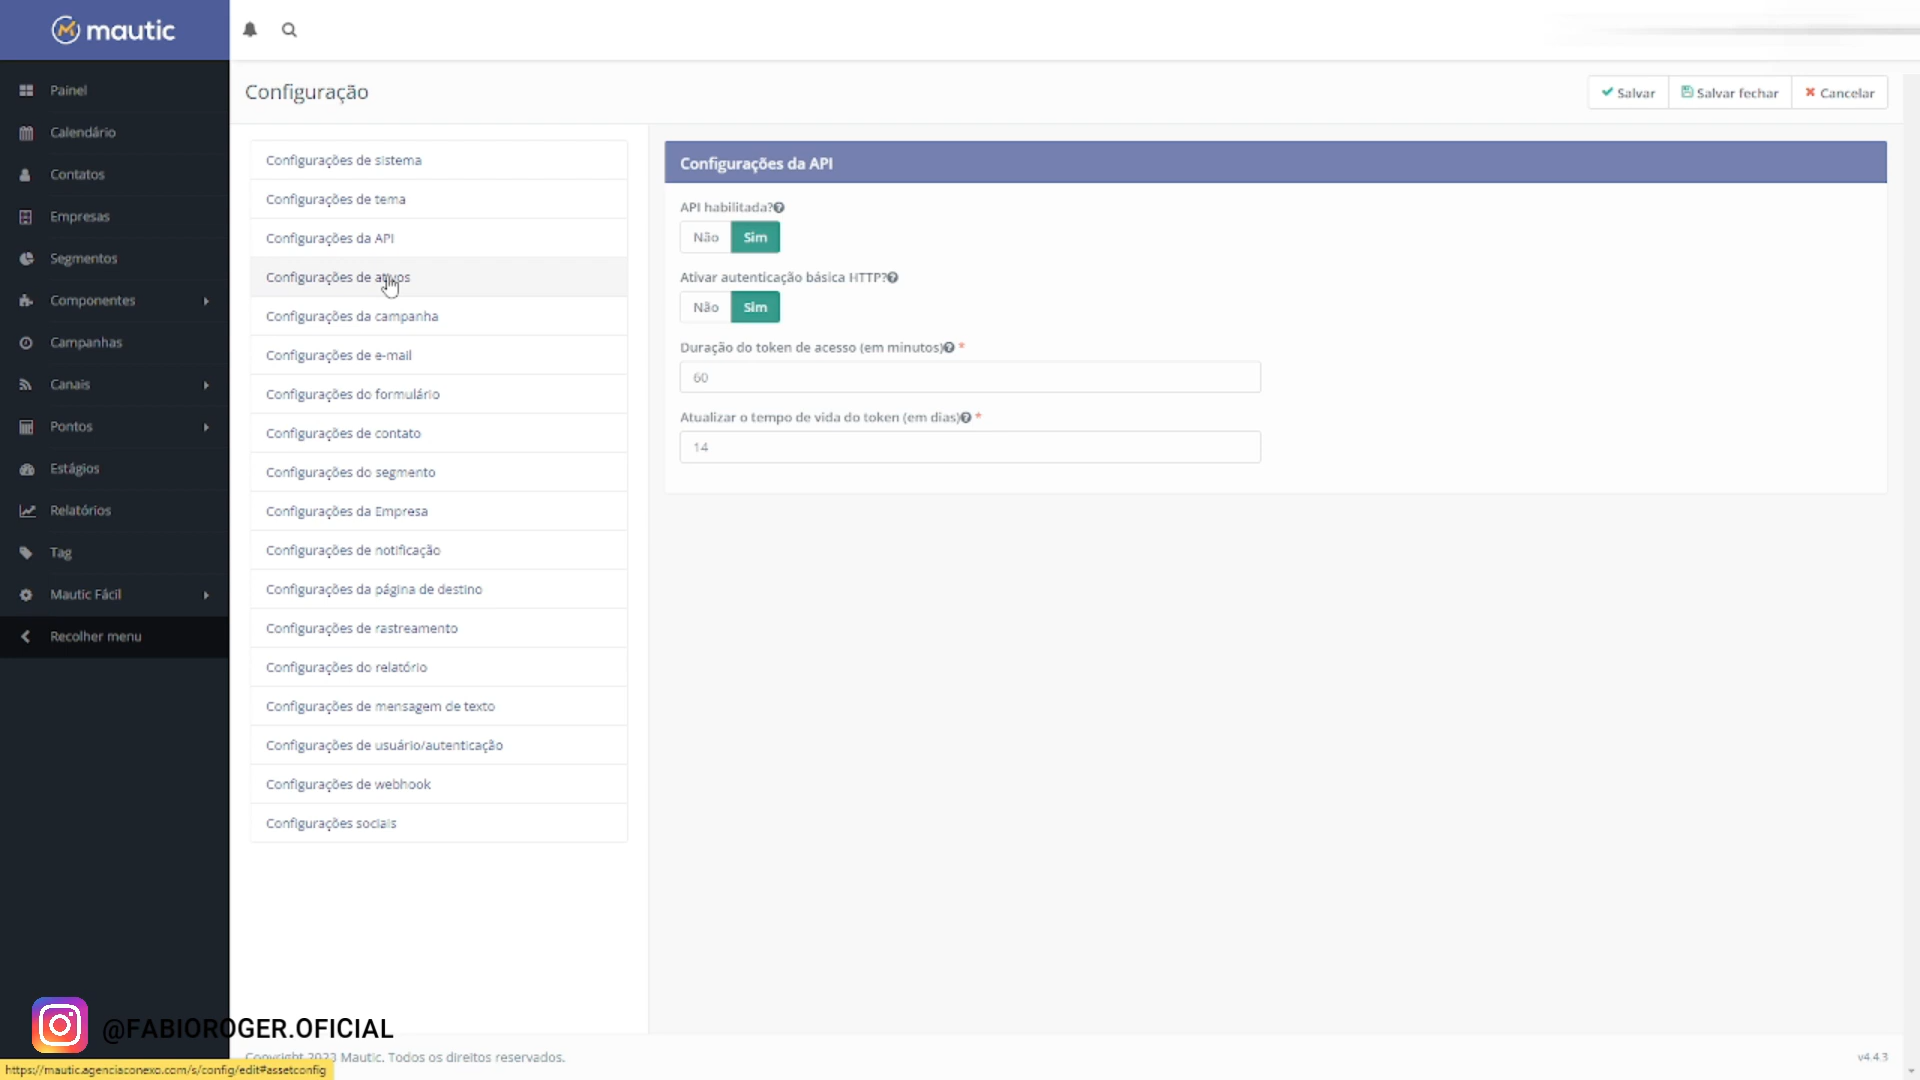 mautic
Painel
Calendário
Contatos
Empresas
Segmentos
Componentes
Campanhas
Canais
Pontos
Estágios
Relatórios
Tag
Mautic Fácil
Recolher menu
Configuração
Salvar
Salvar fechar
Cancelar
Configurações de sistema
Configurações de tema
Configurações da API
Configurações de ativos
Configurações da campanha
Configurações de e-mail
Configurações do formulário
Configurações de contato
Configurações do segmento
Configurações da Empresa
Configurações de notificação
Configurações da página de destino
Configurações de rastreamento
Configurações do relatório
Configurações de mensagem de texto
Configurações de usuário/autenticação
Configurações de webhook
Configurações sociais
Configurações da API
API habilitada?
Não Sim
Ativar autenticação básica HTTP?
Não Sim
Duração do token de acesso (em minutos) *
60
Atualizar o tempo de vida do token (em dias) *
14
@FABIOROGER.OFICIAL
Copyright 2023 Mautic. Todos os direitos reservados.
v4.4.3
https://mautic.agenciaconexo.com/s/config/edit#assetconfig